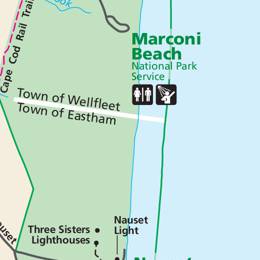 Marconi
Beach
National Park
Service
Cape Cod Rail Trail
Town of Wellfleet
Town of Eastham
Nauset
Light
Three Sisters
Lighthouses